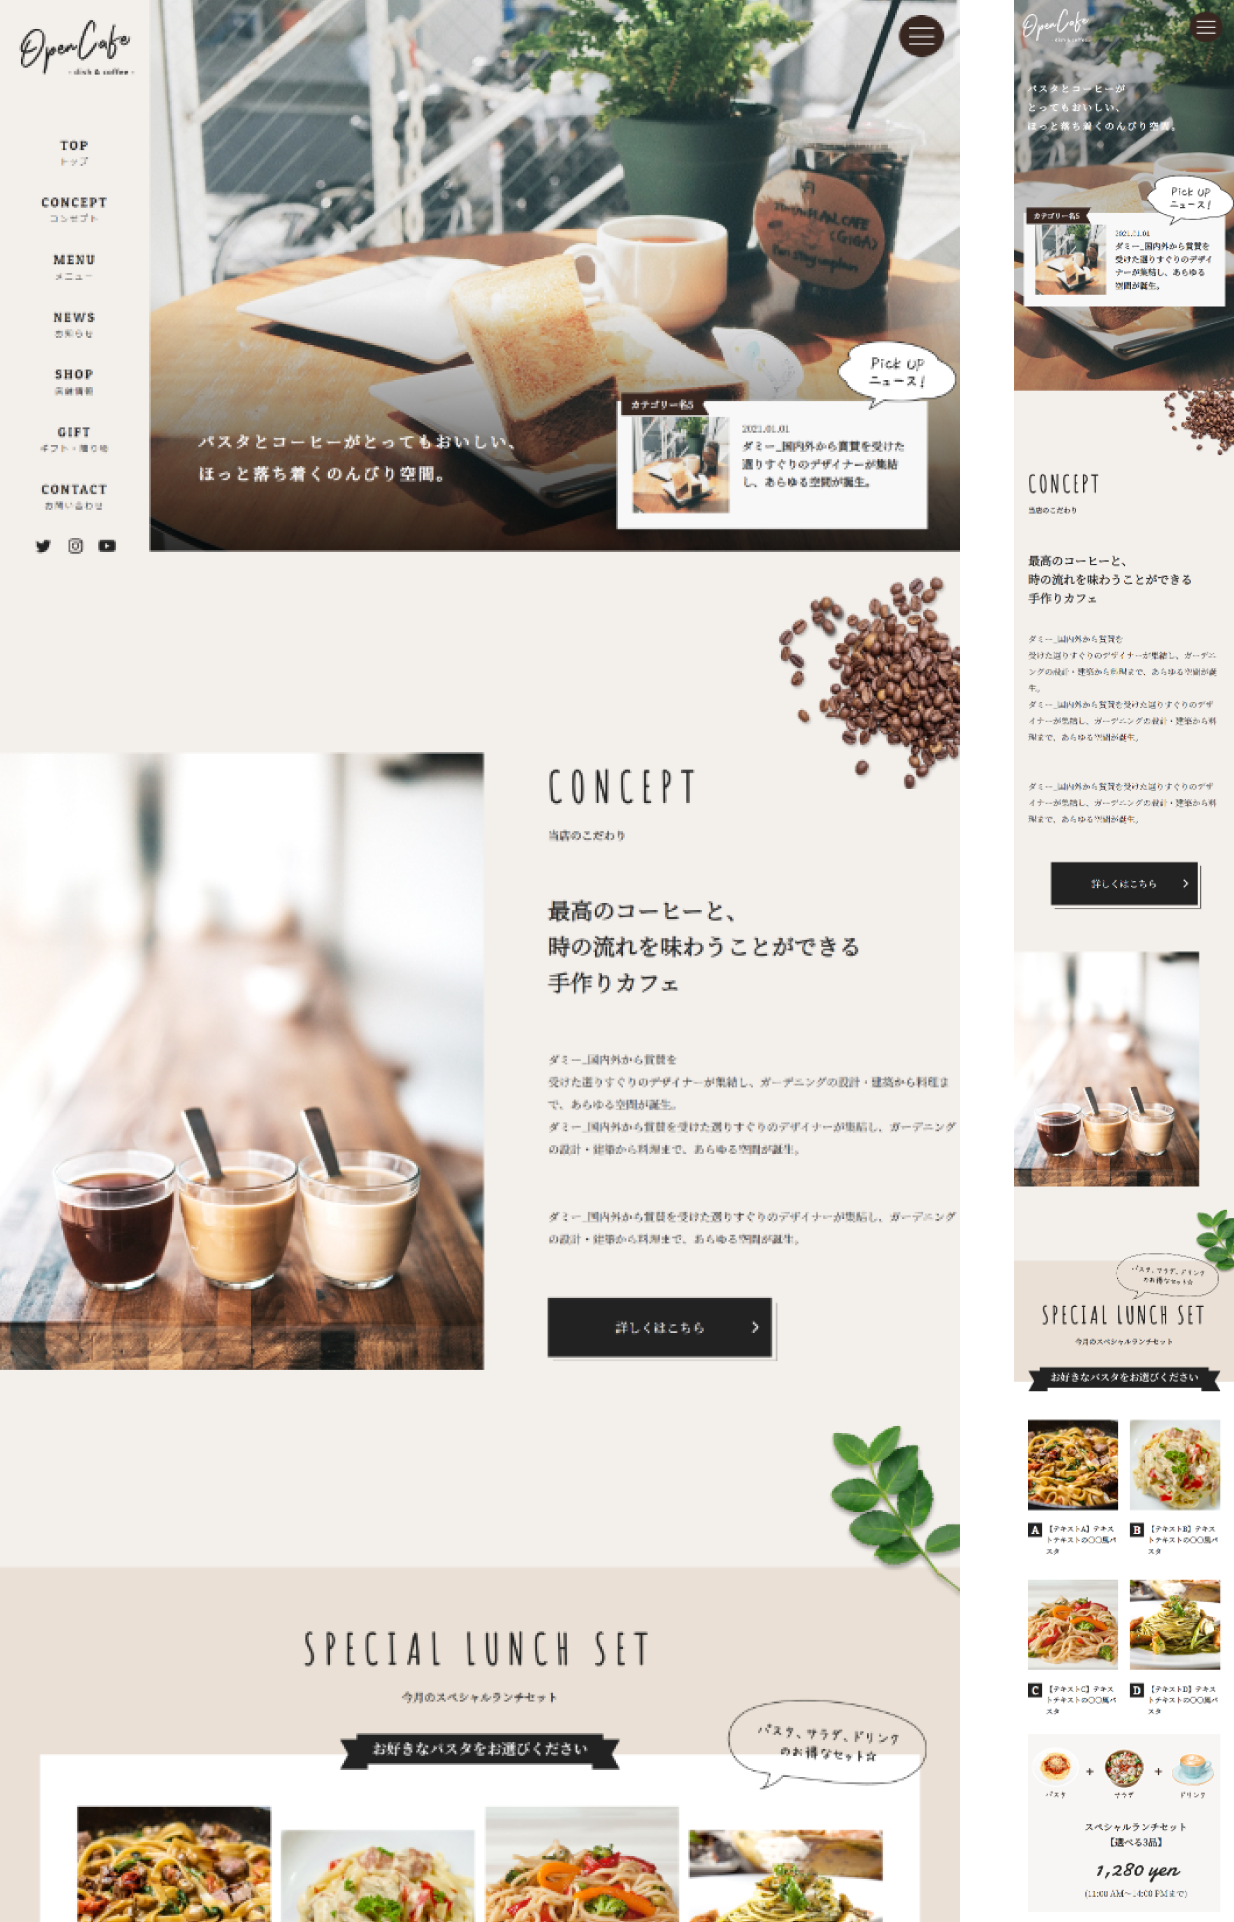 OpenCafe
- dish & coffee -
TOP
トップ
CONCEPT
コンセプト
MENU
メニュー
NEWS
お知らせ
SHOP
店舗情報
GIFT
ギフト・贈り物
CONTACT
お問い合わせ
パスタとコーヒーがとってもおいしい、
ほっと落ち着くのんびり空間。
Pick UP
ニュース!
カテゴリー名5
2021.01.01
ダミー_国内外から賞賛を受けた
選りすぐりのデザイナーが集結
し、あらゆる空間が誕生。
CONCEPT
当店のこだわり
最高のコーヒーと、
時の流れを味わうことができる
手作りカフェ
ダミー_国内外から賞賛を
受けた選りすぐりのデザイナーが集結し、ガーデニングの設計・建築から料理ま
で、あらゆる空間が誕生。
ダミー_国内外から賞賛を受けた選りすぐりのデザイナーが集結し、ガーデニング
の設計・建築から料理まで、あらゆる空間が誕生。
ダミー_国内外から賞賛を受けた選りすぐりのデザイナーが集結し、ガーデニング
の設計・建築から料理まで、あらゆる空間が誕生。
詳しくはこちら
SPECIAL LUNCH SET
今月のスペシャルランチセット
パスタ、サラダ、ドリンク
のお得なセット☆
お好きなパスタをお選びください
OpenCafe
パスタとコーヒーが
とってもおいしい、
ほっと落ち着くのんびり空間。
Pick UP
ニュース!
カテゴリー名5
2021.01.01
ダミー_国内外から賞賛を
受けた選りすぐりのデザイ
ナーが集結し、あらゆる
空間が誕生。
CONCEPT
当店のこだわり
最高のコーヒーと、
時の流れを味わうことができる
手作りカフェ
ダミー_国内外から賞賛を
受けた選りすぐりのデザイナーが集結し、ガーデニ
ングの設計・建築から料理まで、あらゆる空間が誕
生。
ダミー_国内外から賞賛を受けた選りすぐりのデザ
イナーが集結し、ガーデニングの設計・建築から料
理まで、あらゆる空間が誕生。
ダミー_国内外から賞賛を受けた選りすぐりのデザ
イナーが集結し、ガーデニングの設計・建築から料
理まで、あらゆる空間が誕生。
詳しくはこちら
パスタ、サラダ、ドリンク
のお得なセット☆
SPECIAL LUNCH SET
今月のスペシャルランチセット
お好きなパスタをお選びください
A 【テキストA】テキス
トテキストの〇〇風パ
スタ
B 【テキストB】テキス
トテキストの〇〇風パ
スタ
C 【テキストC】テキス
トテキストの〇〇風パ
スタ
D 【テキストD】テキス
トテキストの〇〇風パ
スタ
パスタ + サラダ + ドリンク
スペシャルランチセット
【選べる3品】
1,280 yen
(11:00 AM〜14:00 PMまで)